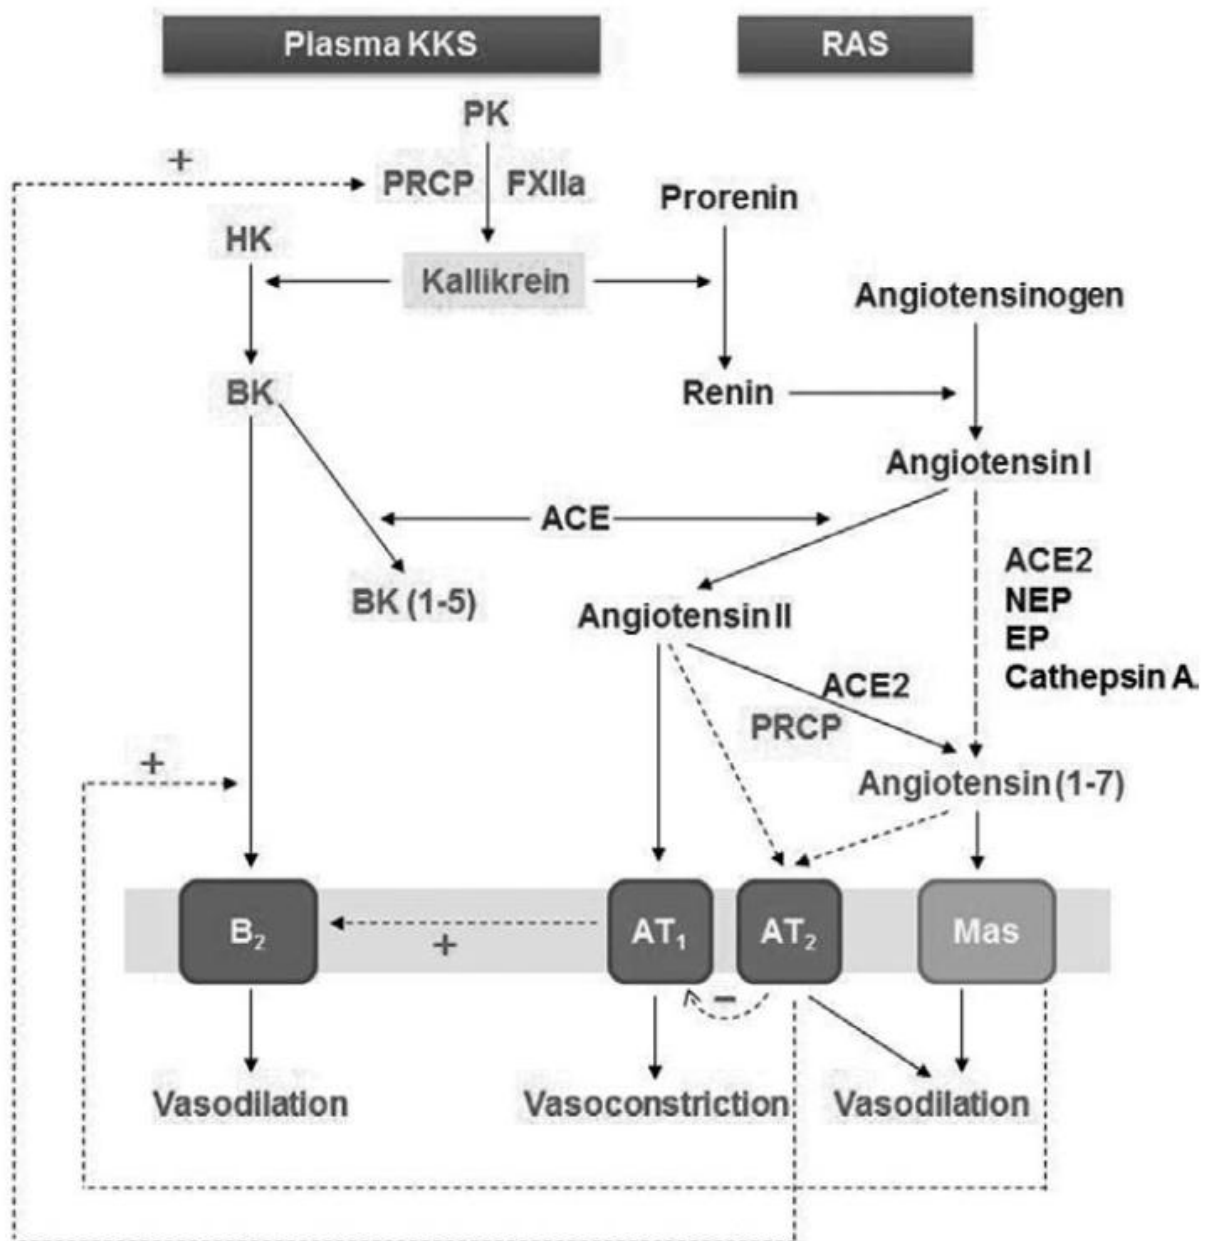 Plasma KKS
RAS
PK
+
PRCP
FXIIa
Prorenin
HK
Kallikrein
Angiotensinogen
BK
Renin
Angiotensin I
ACE
ACE2
NEP
EP
Cathepsin A
BK (1-5)
Angiotensin II
ACE2
PRCP
+
Angiotensin (1-7)
B2
+
AT1
AT2
Mas
−
Vasodilation
Vasoconstriction
Vasodilation